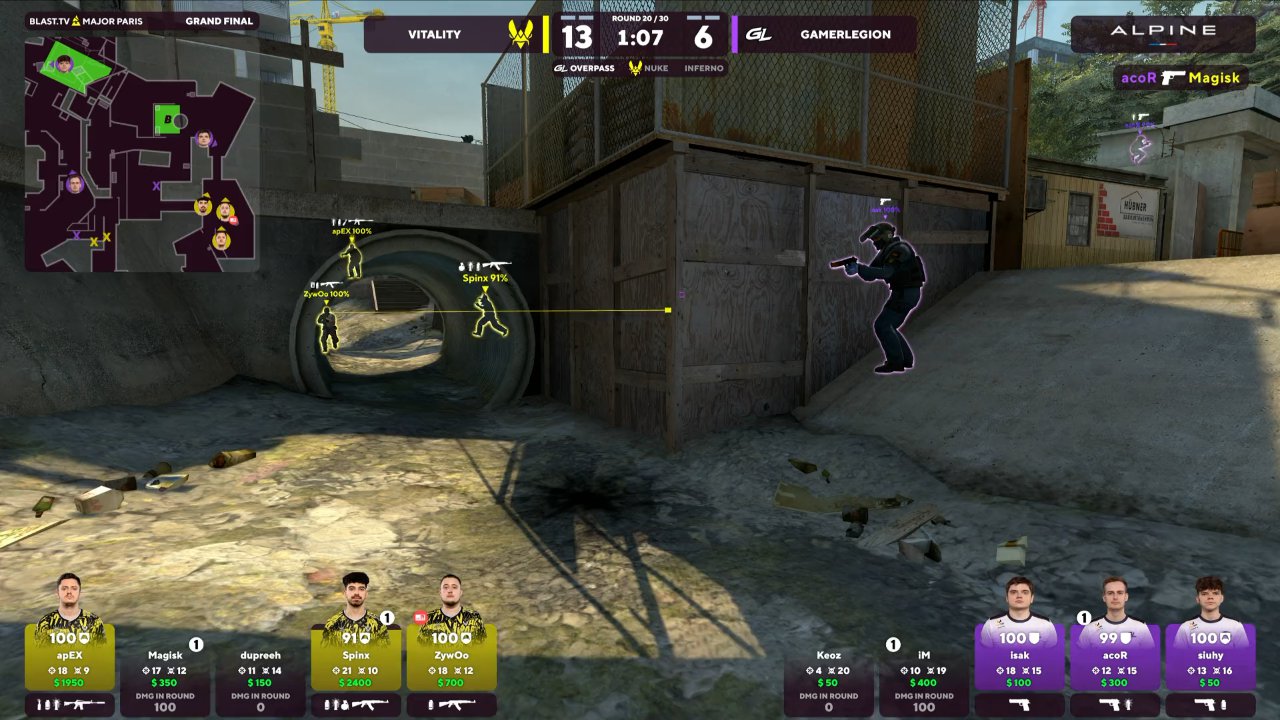 BLAST.TV MAJOR PARIS GRAND FINAL
VITALITY 13 ROUND 20 / 30 1:07 6 GL GAMERLEGION
GL OVERPASS NUKE INFERNO
ALPINE
acoR Magisk
B
HÜBNER
apEX 100%
Spinx 91%
ZywOo 100%
100 91 100 100 99 100
apEX Magisk 1 dupreeh Spinx 1 ZywOo Keoz 1 iM isak 1 acoR siuhy
18 9 17 12 11 14 21 10 18 12 4 20 10 19 18 15 12 15 13 16
$1950 $350 $150 $2400 $700 $50 $400 $100 $300 $50
DMG IN ROUND DMG IN ROUND DMG IN ROUND DMG IN ROUND
100 0 0 100